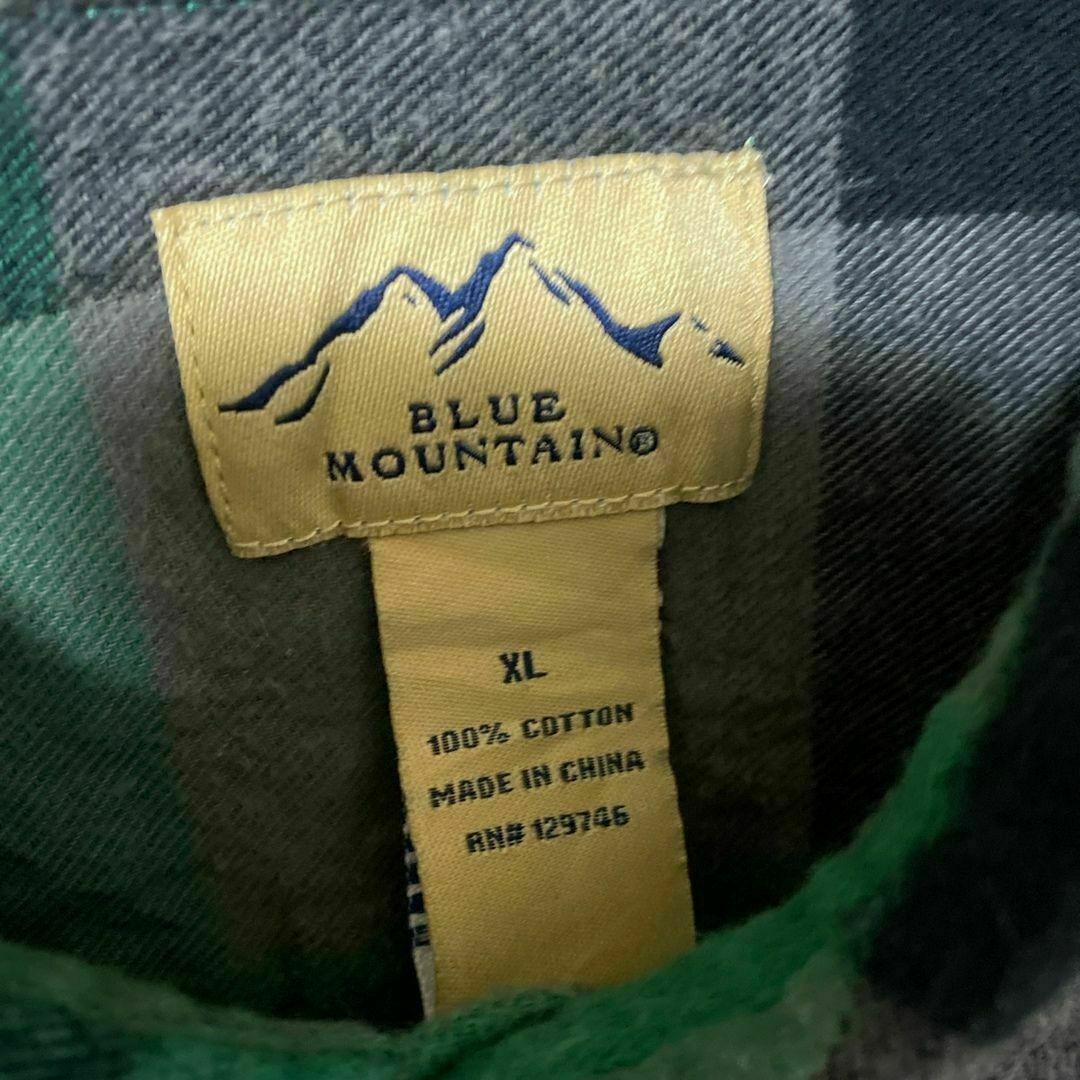 BLUE
MOUNTAIN®
XL
100% COTTON
MADE IN CHINA
RN# 129746